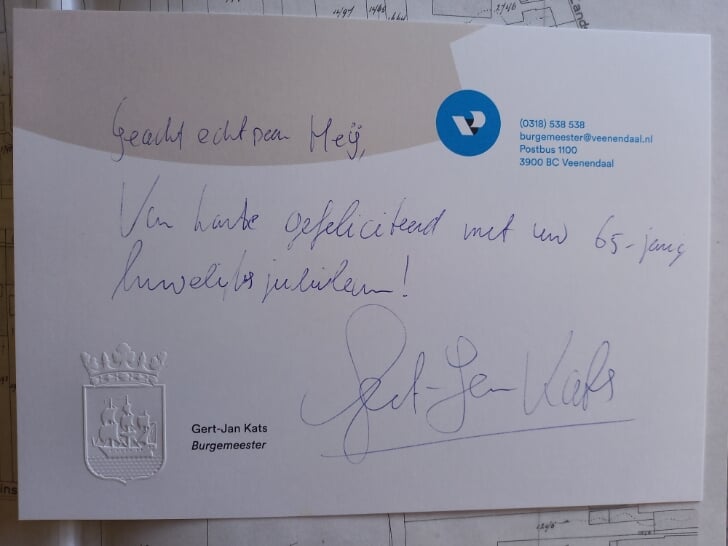 Geacht echtpaar Meij,
(0318) 538 538
burgemeester@veenendaal.nl
Postbus 1100
3900 BC Veenendaal
Van harte gefeliciteerd met uw 65-jarig
huwelijksjubileum!
Gert-Jan Kats
Gert-Jan Kats
Burgemeester